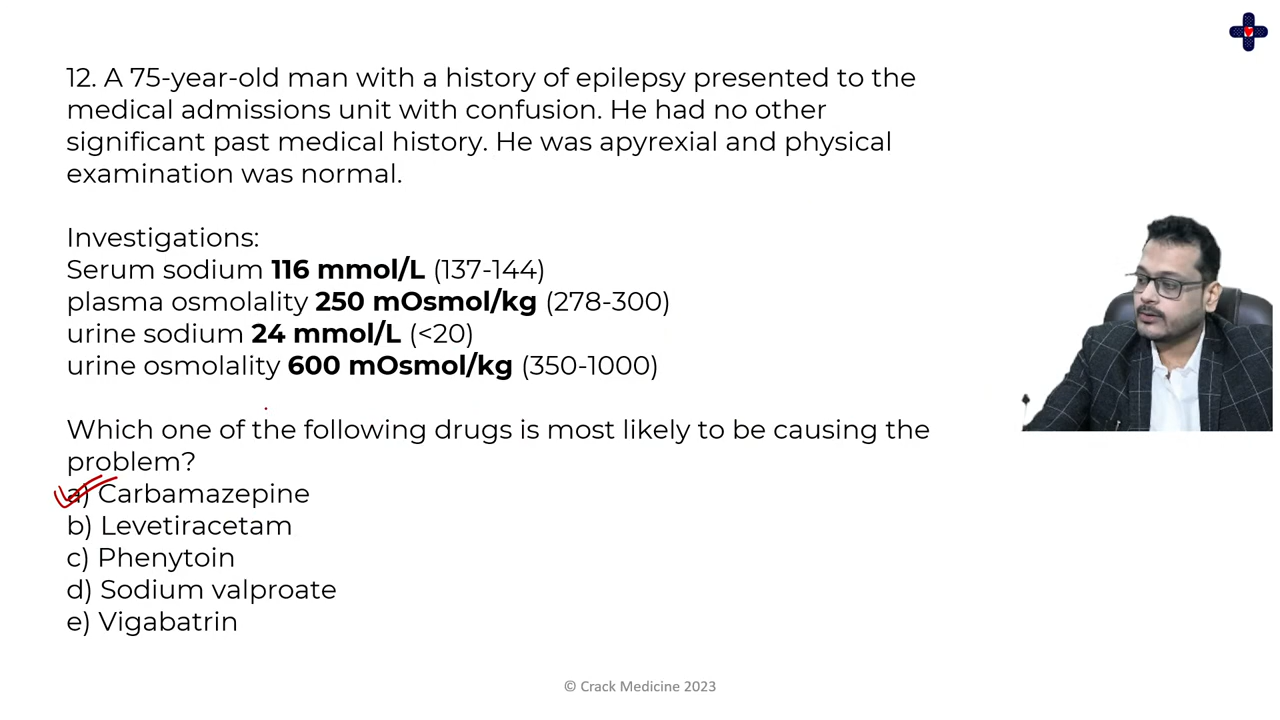 12. A 75-year-old man with a history of epilepsy presented to the
medical admissions unit with confusion. He had no other
significant past medical history. He was apyrexial and physical
examination was normal.
Investigations:
Serum sodium 116 mmol/L (137-144)
plasma osmolality 250 mOsmol/kg (278-300)
urine sodium 24 mmol/L (<20)
urine osmolality 600 mOsmol/kg (350-1000)
Which one of the following drugs is most likely to be causing the
problem?
a) Carbamazepine
b) Levetiracetam
c) Phenytoin
d) Sodium valproate
e) Vigabatrin
© Crack Medicine 2023